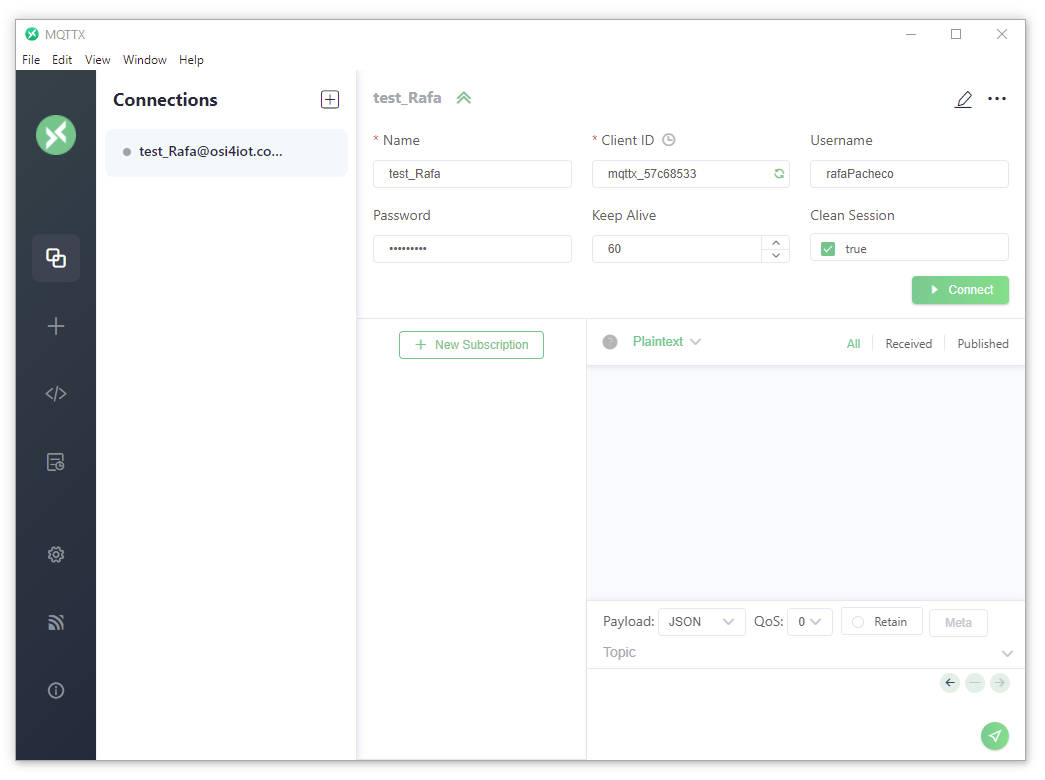 MQTTX
File Edit View Window Help
Connections
test_Rafa@osi4iot.co...
test_Rafa
* Name
* Client ID
Username
test_Rafa
mqttx_57c68533
rafaPacheco
Password
Keep Alive
Clean Session
•••••••••
60
true
Connect
New Subscription
Plaintext
All
Received
Published
Payload: JSON QoS: 0 Retain Meta
Topic